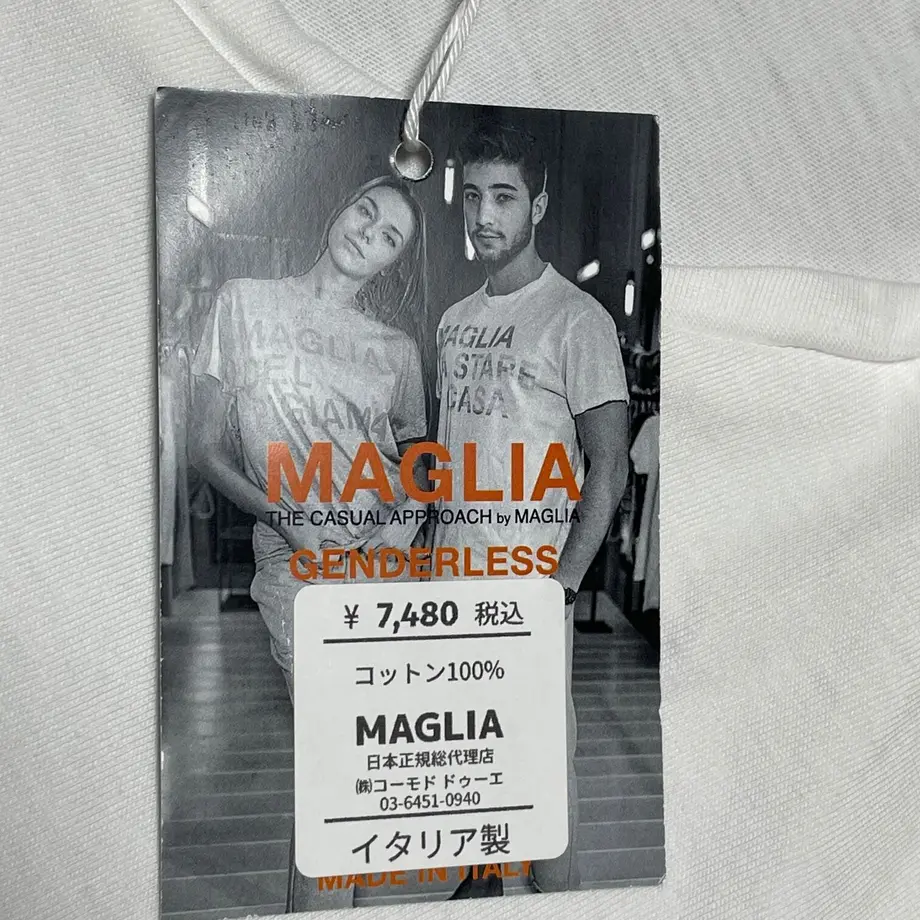 MAGLIA
MAGLIA
STARE
CASA
MAGLIA
THE CASUAL APPROACH by MAGLIA
GENDERLESS
¥ 7,480 税込
コットン100%
MAGLIA
日本正規総代理店
㈱コーモド ドゥーエ
03-6451-0940
イタリア製
MADE IN ITALY